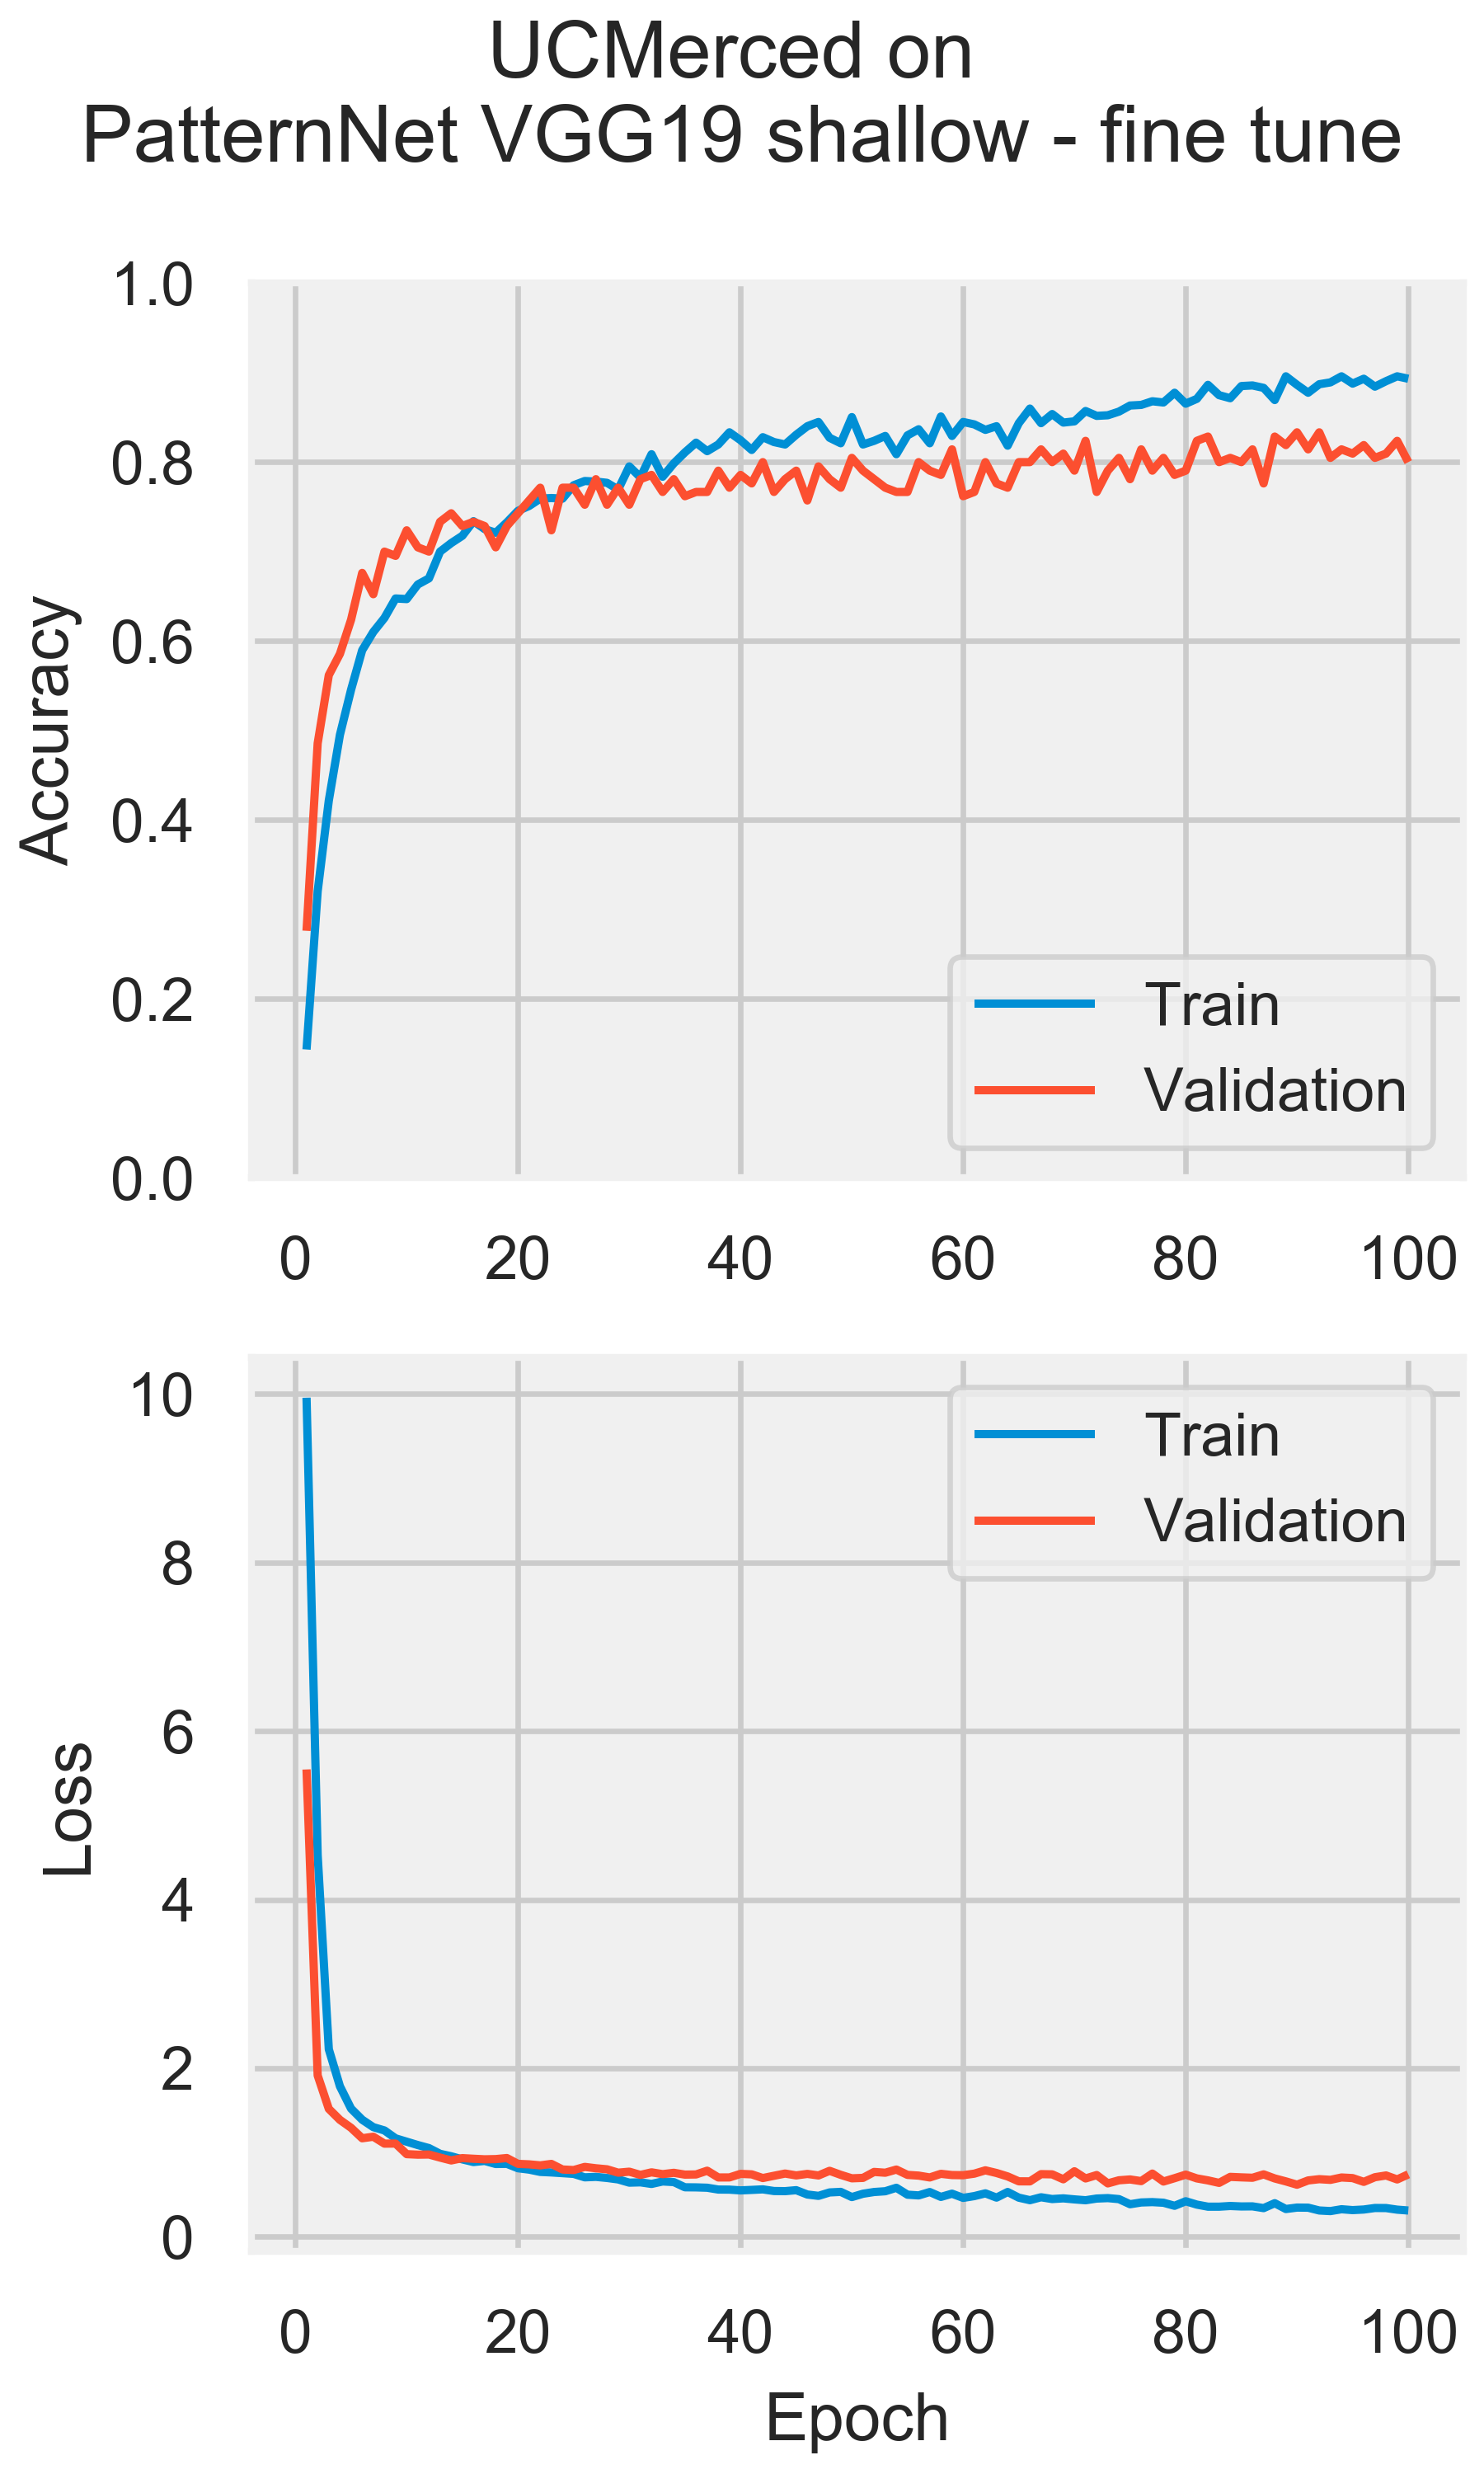 UCMerced on
PatternNet VGG19 shallow - fine tune
1.0
0.8
0.6
0.4
0.2
0.0
Accuracy
Train
Validation
0 20 40 60 80 100
10
8
6
4
2
0
Loss
Train
Validation
0 20 40 60 80 100
Epoch